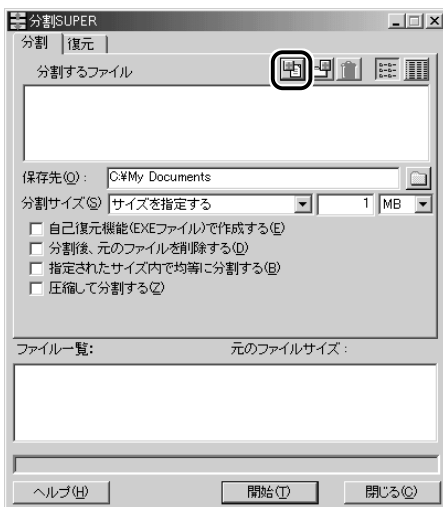 分割SUPER
分割 復元
分割するファイル
保存先(O): C:¥My Documents
分割サイズ(S) サイズを指定する 1 MB
自己復元機能(EXEファイル)で作成する(E)
分割後、元のファイルを削除する(D)
指定されたサイズ内で均等に分割する(B)
圧縮して分割する(Z)
ファイル一覧: 元のファイルサイズ:
ヘルプ(H) 開始(T) 閉じる(C)